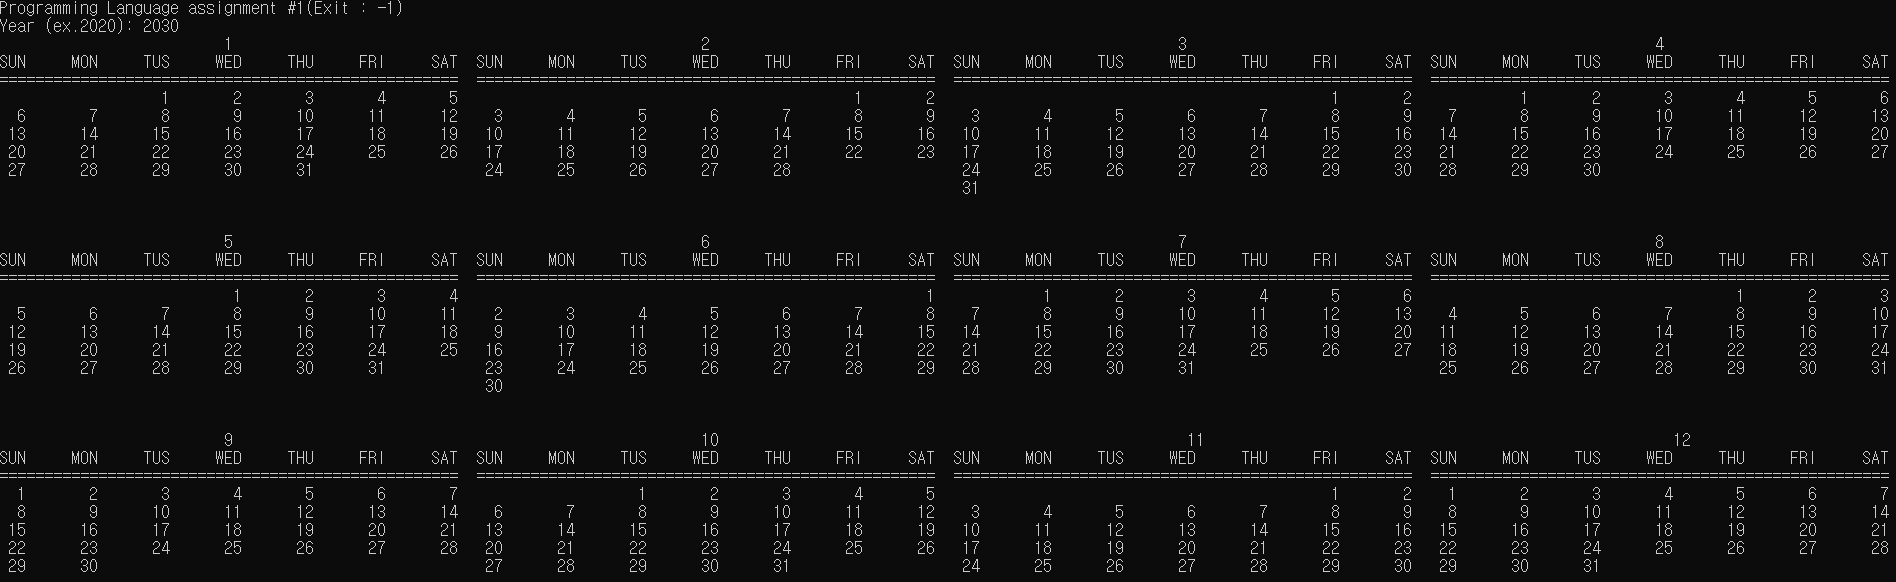 Programming Language assignment #1(Exit : -1)
Year (ex.2020): 2030
1 2 3 4
SUN MON TUS WED THU FRI SAT SUN MON TUS WED THU FRI SAT SUN MON TUS WED THU FRI SAT SUN MON TUS WED THU FRI SAT
=================================================== =================================================== =================================================== ===================================================
1 2 3 4 5 1 2 1 2 1 2 3 4 5 6
6 7 8 9 10 11 12 3 4 5 6 7 8 9 3 4 5 6 7 8 9 7 8 9 10 11 12 13
13 14 15 16 17 18 19 10 11 12 13 14 15 16 10 11 12 13 14 15 16 14 15 16 17 18 19 20
20 21 22 23 24 25 26 17 18 19 20 21 22 23 17 18 19 20 21 22 23 21 22 23 24 25 26 27
27 28 29 30 31 24 25 26 27 28 24 25 26 27 28 29 30 28 29 30
31
5 6 7 8
SUN MON TUS WED THU FRI SAT SUN MON TUS WED THU FRI SAT SUN MON TUS WED THU FRI SAT SUN MON TUS WED THU FRI SAT
=================================================== =================================================== =================================================== ===================================================
1 2 3 4 1 1 2 3 4 5 6 1 2 3
5 6 7 8 9 10 11 2 3 4 5 6 7 8 7 8 9 10 11 12 13 4 5 6 7 8 9 10
12 13 14 15 16 17 18 9 10 11 12 13 14 15 14 15 16 17 18 19 20 11 12 13 14 15 16 17
19 20 21 22 23 24 25 16 17 18 19 20 21 22 21 22 23 24 25 26 27 18 19 20 21 22 23 24
26 27 28 29 30 31 23 24 25 26 27 28 29 28 29 30 31 25 26 27 28 29 30 31
30
9 10 11 12
SUN MON TUS WED THU FRI SAT SUN MON TUS WED THU FRI SAT SUN MON TUS WED THU FRI SAT SUN MON TUS WED THU FRI SAT
=================================================== =================================================== =================================================== ===================================================
1 2 3 4 5 6 7 1 2 3 4 5 1 2 1 2 3 4 5 6 7
8 9 10 11 12 13 14 6 7 8 9 10 11 12 3 4 5 6 7 8 9 8 9 10 11 12 13 14
15 16 17 18 19 20 21 13 14 15 16 17 18 19 10 11 12 13 14 15 16 15 16 17 18 19 20 21
22 23 24 25 26 27 28 20 21 22 23 24 25 26 17 18 19 20 21 22 23 22 23 24 25 26 27 28
29 30 27 28 29 30 31 24 25 26 27 28 29 30 29 30 31